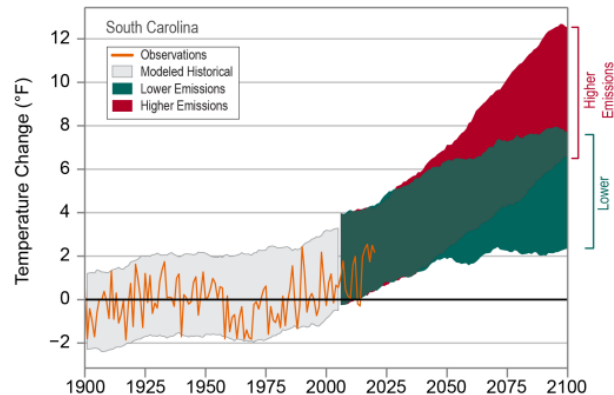 South Carolina
Observations
Modeled Historical
Lower Emissions
Higher Emissions
Temperature Change (°F)
12
10
8
6
4
2
0
−2
1900 1925 1950 1975 2000 2025 2050 2075 2100
Higher
Emissions
Lower